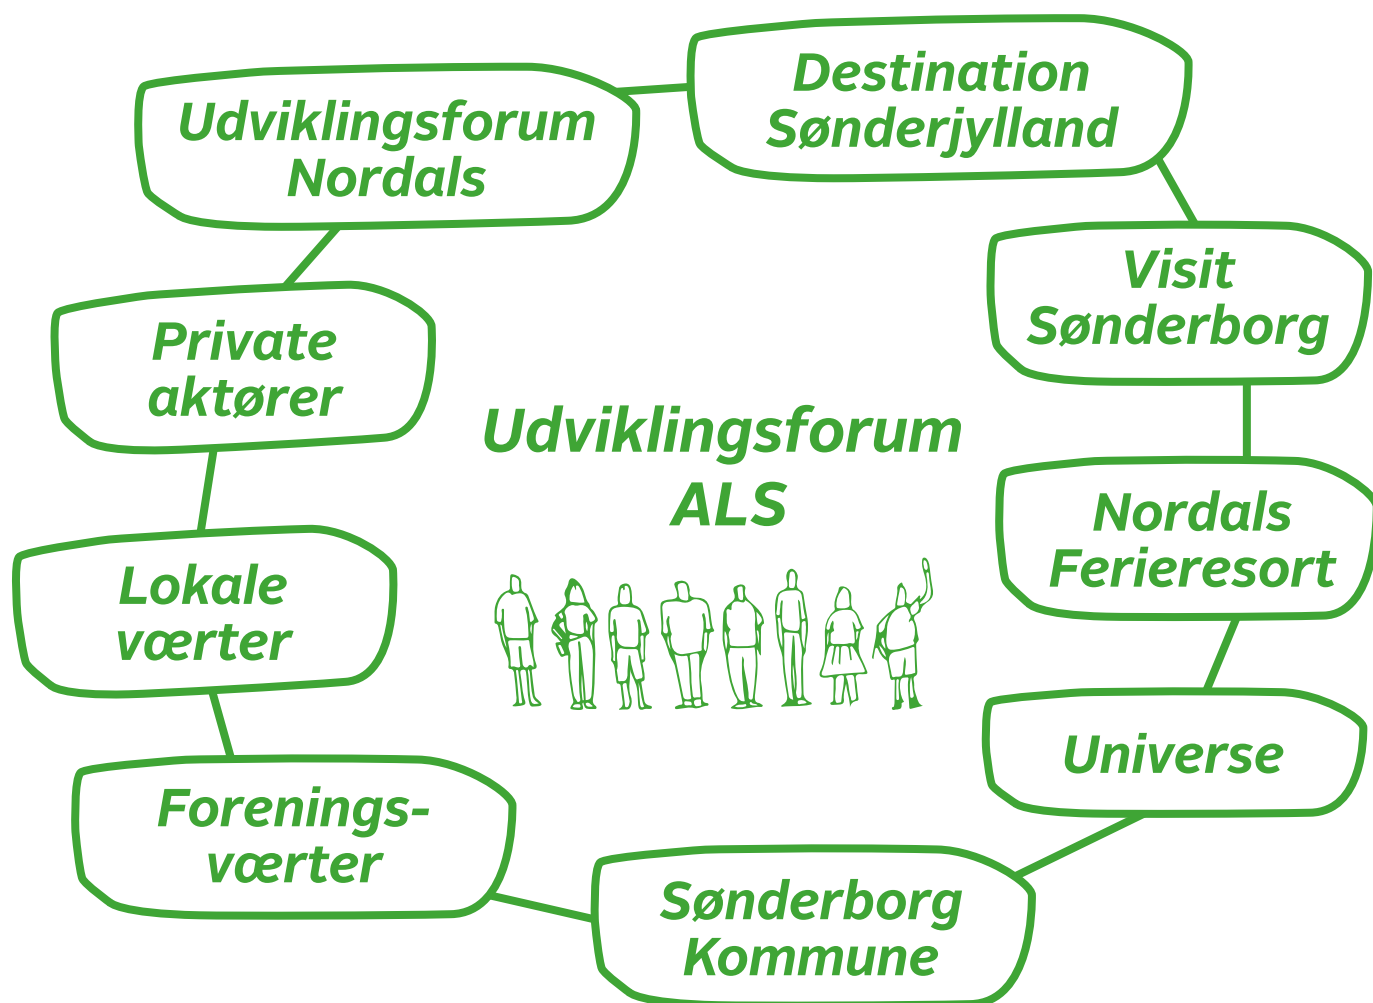 Destination
Sønderjylland
Udviklingsforum
Nordals
Visit
Sønderborg
Private
aktører
Udviklingsforum
ALS
Nordals
Ferieresort
Lokale
værter
Universe
Forenings-
værter
Sønderborg
Kommune